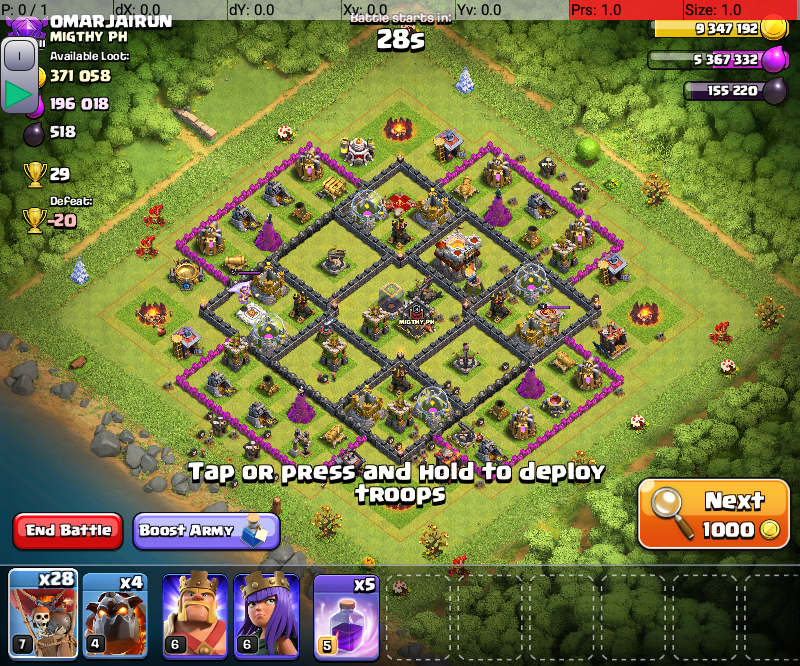 P: 0 / 1 dX: 0.0 dY: 0.0 Xv: 0.0 Yv: 0.0 Prs: 1.0 Size: 1.0
OMARJAIRUN
MIGTHY PH
Battle starts in:
28s
Available Loot:
371 058
196 018
518
29
Defeat:
-20
9 347 192
5 367 332
155 220
MIGTHY PH
Tap or press and hold to deploy
troops
End Battle
Boost Army
Next
1000
x28
x4
x5
7
4
6
6
5